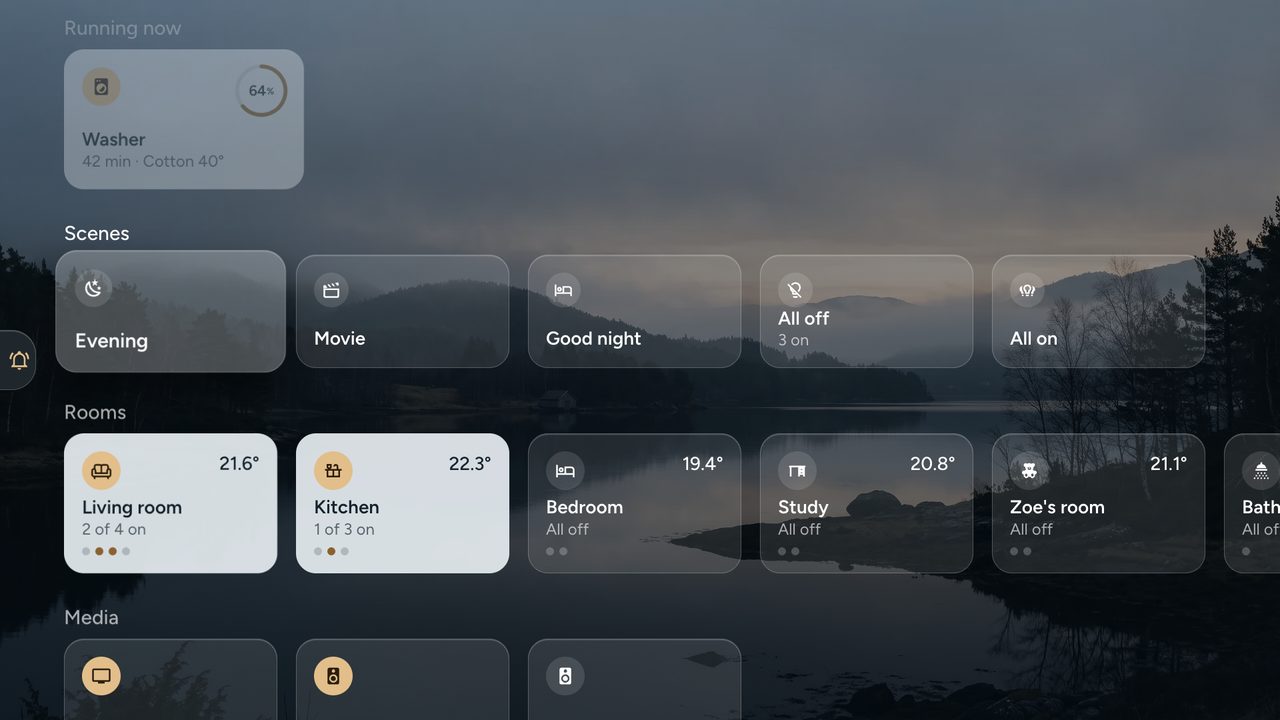 Running now
64%
Washer
42 min · Cotton 40°
Scenes
Evening
Movie
Good night
All off
3 on
All on
Rooms
21.6°
Living room
2 of 4 on
22.3°
Kitchen
1 of 3 on
19.4°
Bedroom
All off
20.8°
Study
All off
21.1°
Zoe's room
All off
Bath
All of
Media